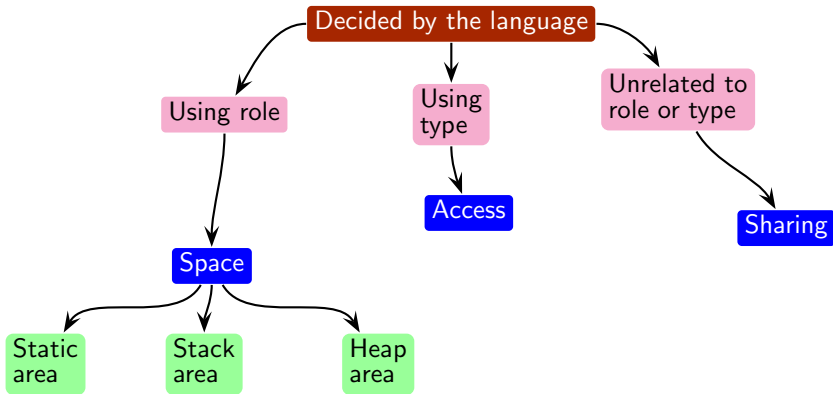 Decided by the language
Using role
Using
type
Unrelated to
role or type
Access
Sharing
Space
Static
area
Stack
area
Heap
area